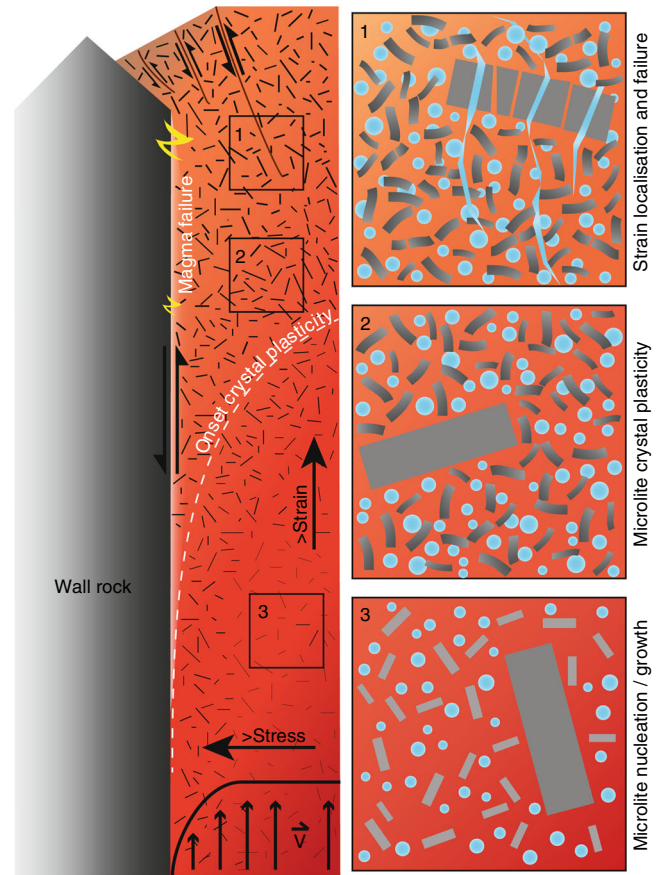 1
2
Magma failure
Onset crystal plasticity
>Strain
Wall rock
3
>Stress
V
1
Strain localisation and failure
2
Microlite crystal plasticity
3
Microlite nucleation / growth